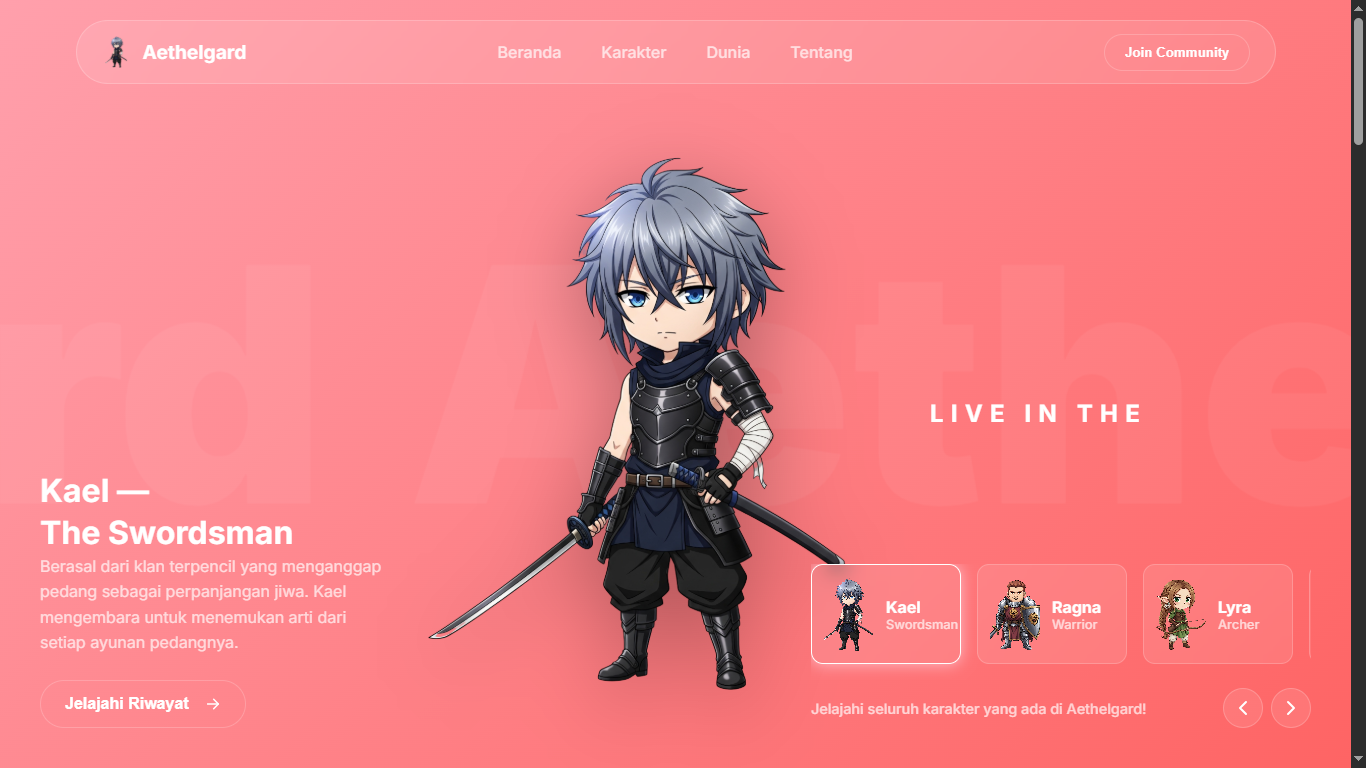 Aethelgard
Beranda
Karakter
Dunia
Tentang
Join Community
rd Aethe
LIVE IN THE
Kael —
The Swordsman
Berasal dari klan terpencil yang menganggap
pedang sebagai perpanjangan jiwa. Kael
mengembara untuk menemukan arti dari
setiap ayunan pedangnya.
Jelajahi Riwayat
Kael
Swordsman
Ragna
Warrior
Lyra
Archer
Jelajahi seluruh karakter yang ada di Aethelgard!